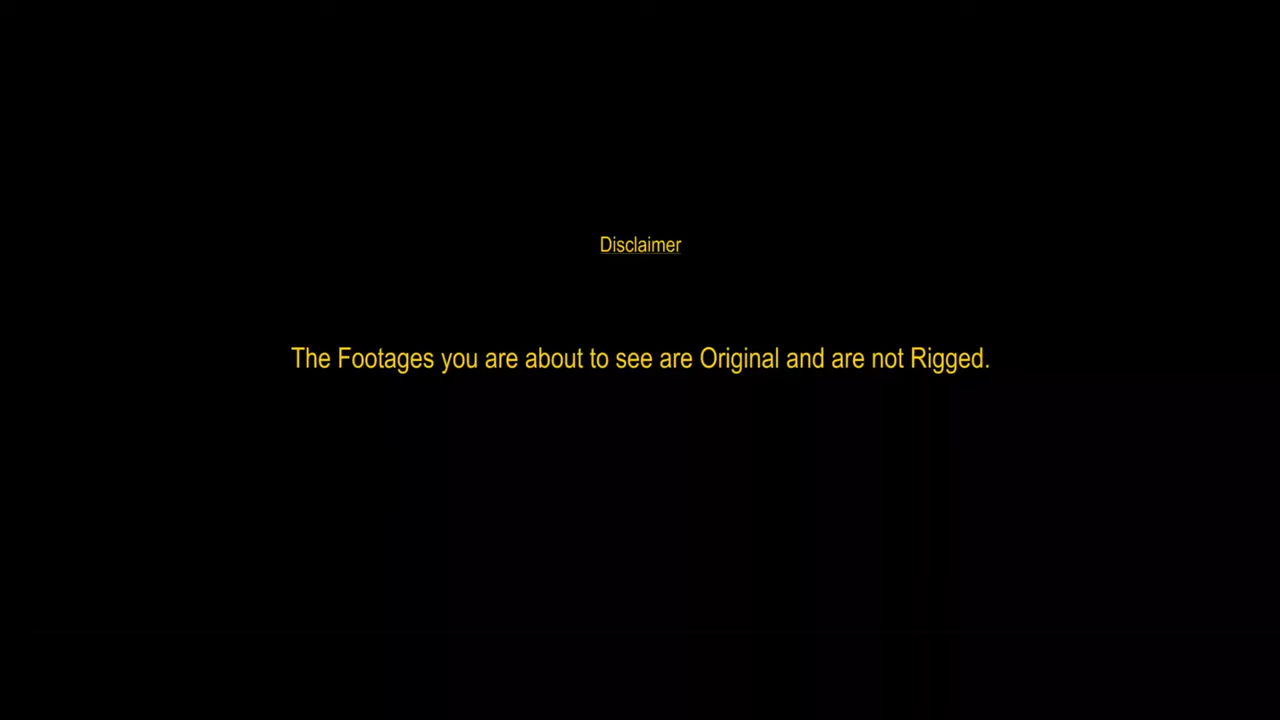 Disclaimer
The Footages you are about to see are Original and are not Rigged.